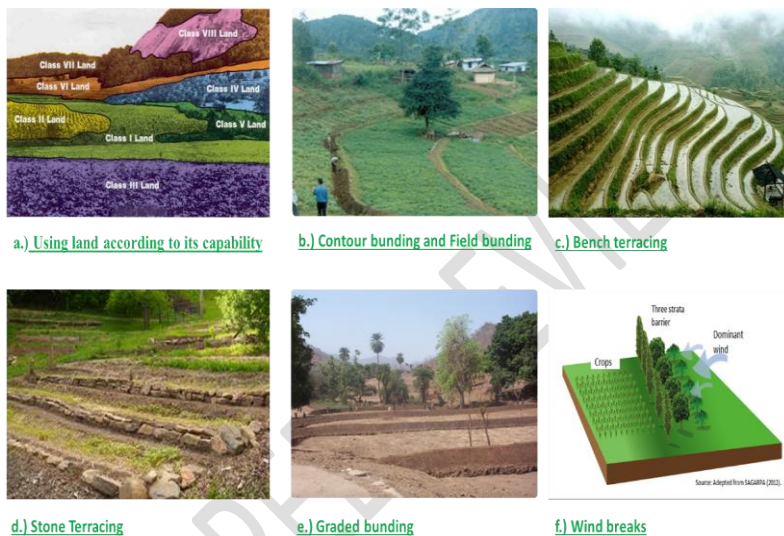 Class VIII Land
Class VII Land
Class VI Land
Class IV Land
Class II Land
Class V Land
Class I Land
Class III Land
a.) Using land according to its capability
b.) Contour bunding and Field bunding
c.) Bench terracing
Three strata
barrier
Dominant
wind
Crops
Source: Adapted from SAGARPA (2012).
d.) Stone Terracing
e.) Graded bunding
f.) Wind breaks